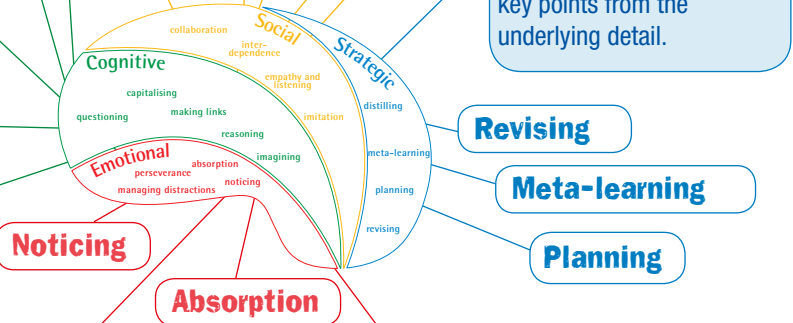 key points from the
underlying detail.
collaboration
Social
inter-
dependence
Strategic
Cognitive
empathy and
listening
capitalising
distilling
questioning
making links
imitation
reasoning
Revising
Emotional
absorption
imagining
meta-learning
perseverance
noticing
managing distractions
planning
Meta-learning
revising
Noticing
Planning
Absorption